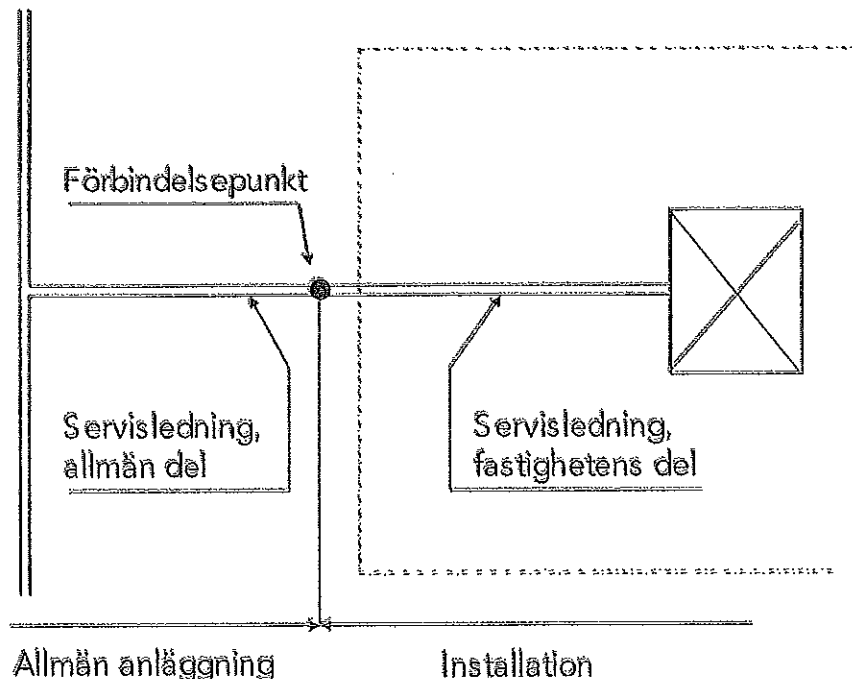 Förbindelsepunkt
Servisledning,
allmän del
Servisledning,
fastighetens del
Allmän anläggning
Installation